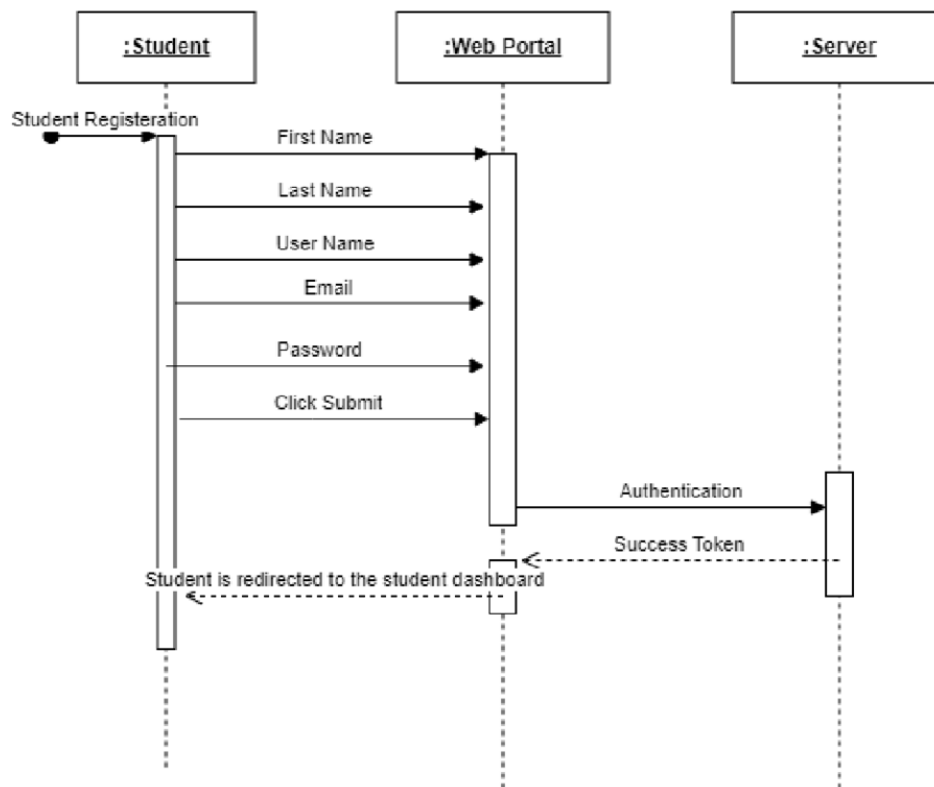 :Student
:Web Portal
:Server
Student Registeration
First Name
Last Name
User Name
Email
Password
Click Submit
Authentication
Success Token
Student is redirected to the student dashboard